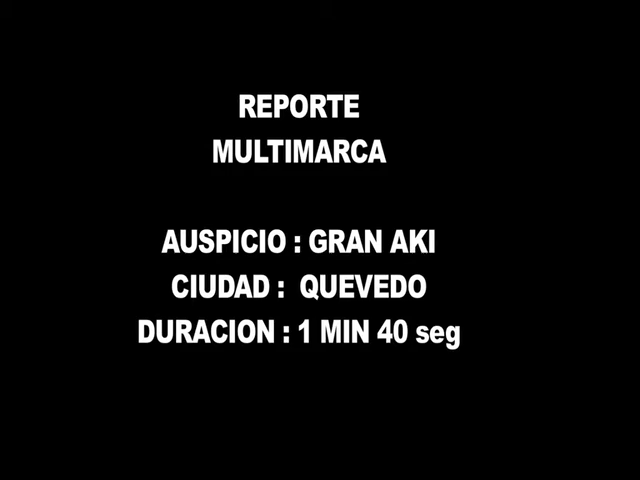 REPORTE
MULTIMARCA
AUSPICIO : GRAN AKI
CIUDAD :  QUEVEDO
DURACION : 1 MIN 40 seg